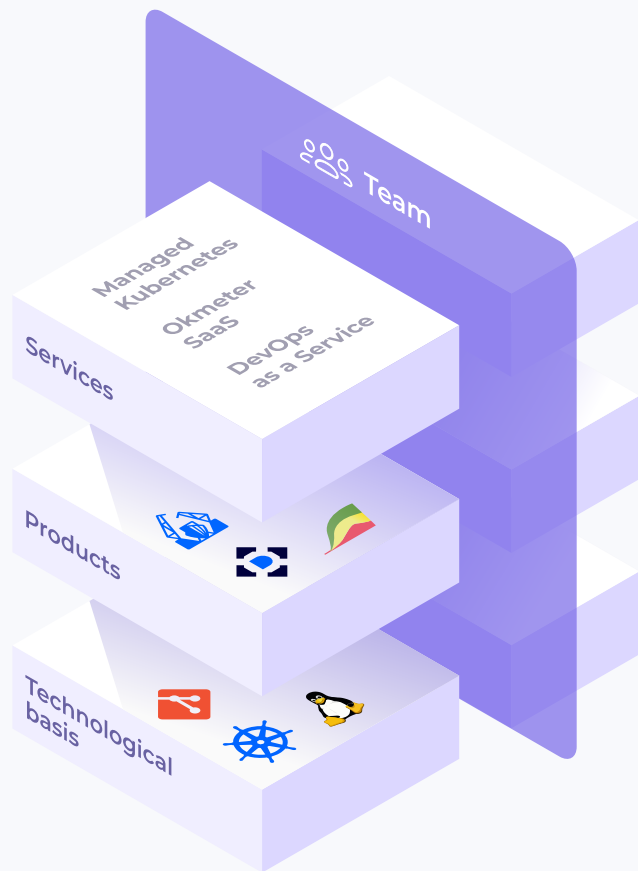 Team
Managed
Kubernetes
Okmeter
SaaS
DevOps
as a Service
Services
Products
Technological
basis